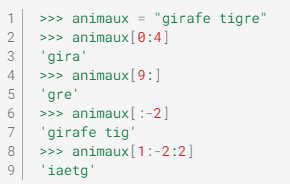 1 >>> animaux = "girafe tigre"
2 >>> animaux[0:4]
3 'gira'
4 >>> animaux[9:]
5 'gre'
6 >>> animaux[:-2]
7 'girafe tig'
8 >>> animaux[1:-2:2]
9 'iaetg'